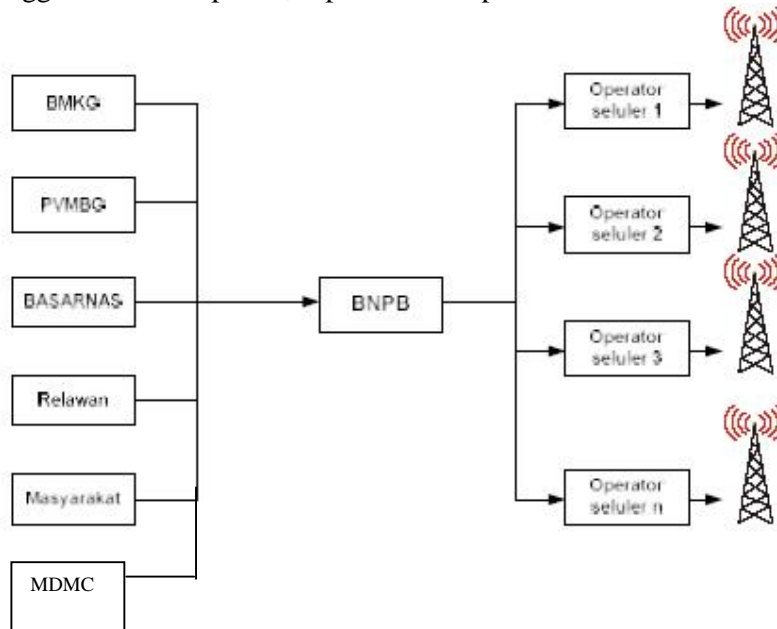 BMKG
PVMBG
BASARNAS
Relawan
Masyarakat
MDMC
BNPB
Operator
seluler 1
Operator
seluler 2
Operator
seluler 3
Operator
seluler n